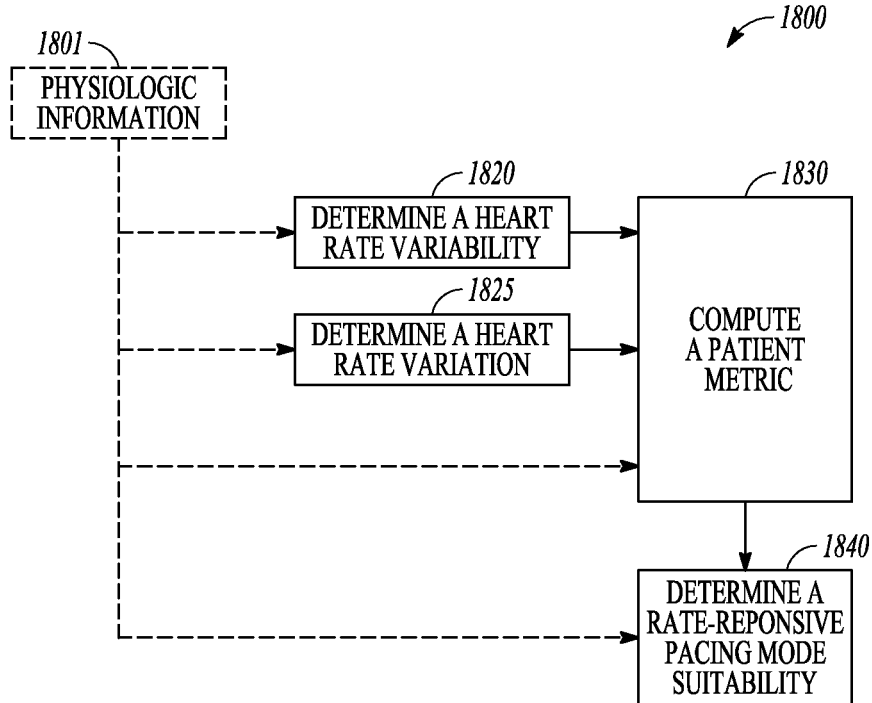 1800
1801
PHYSIOLOGIC
INFORMATION
1820
DETERMINE A HEART
RATE VARIABILITY
1825
DETERMINE A HEART
RATE VARIATION
1830
COMPUTE
A PATIENT
METRIC
1840
DETERMINE A
RATE-REPONSIVE
PACING MODE
SUITABILITY